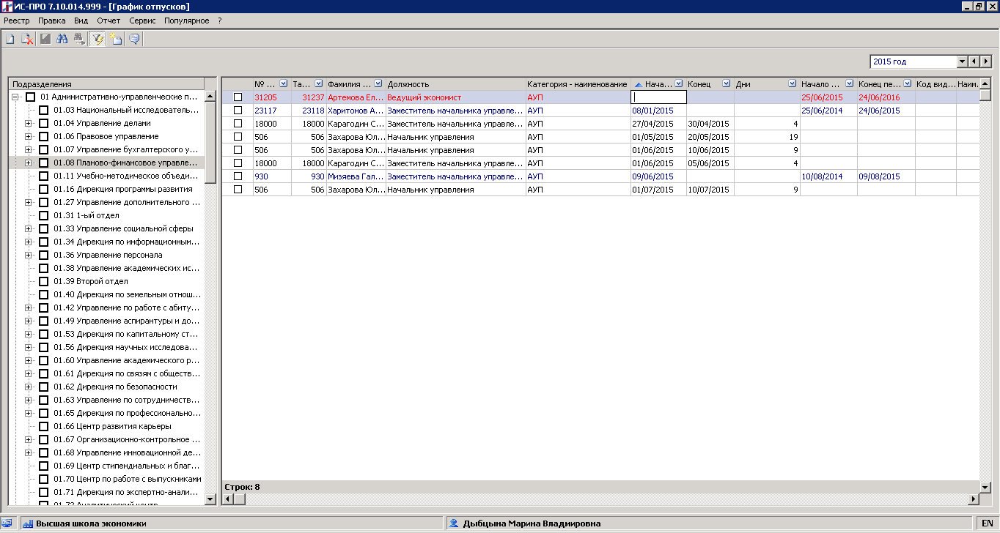 ИС-ПРО 7.10.014.999 - [График отпусков]
Реестр Правка Вид Отчет Сервис Популярное ?
2015 год
Подразделения
01 Административно-управленческие п...
01.03 Национальный исследователь...
01.04 Управление делами
01.06 Правовое управление
01.07 Управление бухгалтерского у...
01.08 Планово-финансовое управле...
01.11 Учебно-методическое объеди...
01.16 Дирекция программы развития
01.27 Управление дополнительного ...
01.31 1-ый отдел
01.33 Управление социальной сферы
01.34 Дирекция по информационным...
01.36 Управление персонала
01.38 Управление академических ис...
01.39 Второй отдел
01.40 Дирекция по земельным отнош...
01.42 Управление по работе с абиту...
01.49 Управление аспирантуры и до...
01.53 Дирекция по капитальному ст...
01.56 Дирекция научных исследова...
01.60 Управление академического р...
01.61 Дирекция по связям с обществ...
01.62 Дирекция по безопасности
01.63 Управление по сотрудничеств...
01.65 Дирекция по профессионально...
01.66 Центр развития карьеры
01.67 Организационно-контрольное ...
01.68 Управление инновационной де...
01.69 Центр стипендиальных и благ...
01.70 Центр по работе с выпускниками
01.71 Дирекция по экспертно-анали...
01.72 Аналитический центр
№ ... Та... Фамилия ... Должность Категория - наименование Нача... Конец Дни Начало ... Конец пе... Код вид... Наим.
31205 31237 Артемова Ел... Ведущий экономист АУП 25/06/2015 24/06/2016
23117 23118 Харитонов А... Заместитель начальника управле... АУП 08/01/2015 25/06/2014 24/06/2015
18000 18000 Карагодин С... Заместитель начальника управле... АУП 27/04/2015 30/04/2015 4
506 506 Захарова Юл... Начальник управления АУП 01/05/2015 20/05/2015 19
506 506 Захарова Юл... Начальник управления АУП 01/06/2015 10/06/2015 9
18000 18000 Карагодин С... Заместитель начальника управле... АУП 01/06/2015 05/06/2015 4
930 930 Мизяева Гал... Заместитель начальника управле... АУП 09/06/2015 10/08/2014 09/08/2015
506 506 Захарова Юл... Начальник управления АУП 01/07/2015 10/07/2015 9
Строк: 8
Высшая школа экономики Дыбцына Марина Владмировна EN